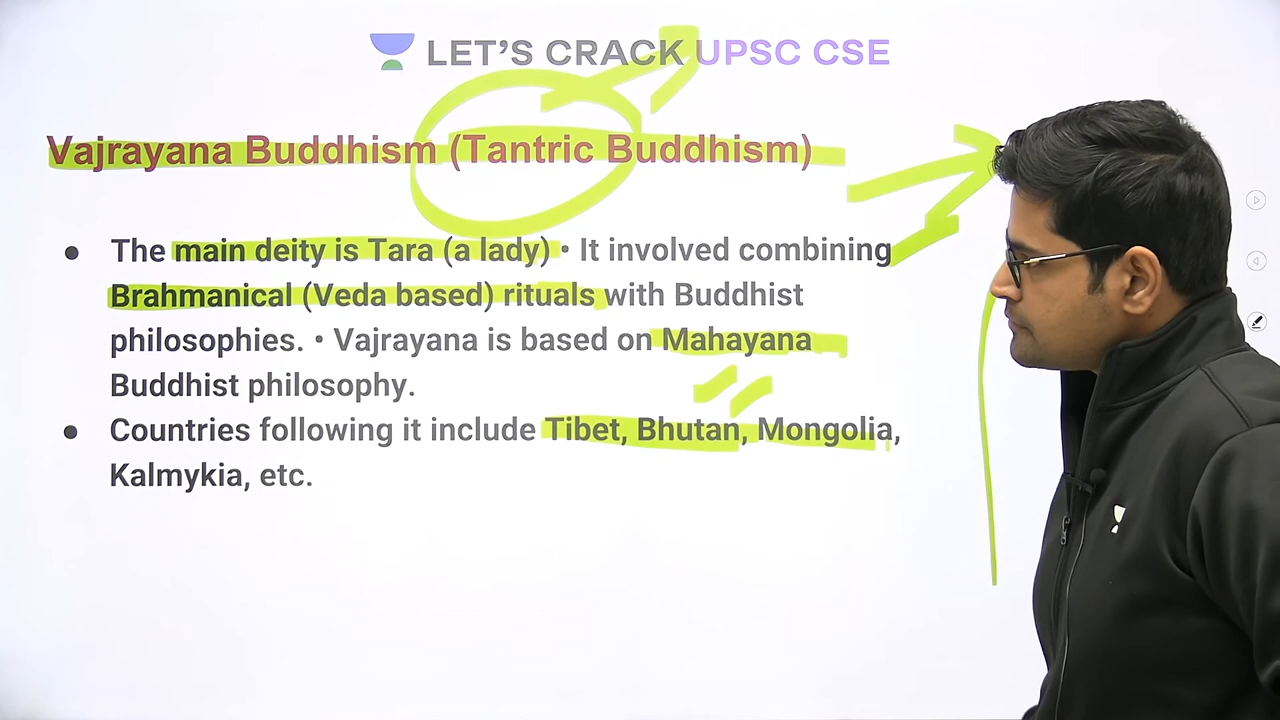 LET'S CRACK UPSC CSE
Vajrayana Buddhism (Tantric Buddhism)
● The main deity is Tara (a lady) • It involved combining
Brahmanical (Veda based) rituals with Buddhist
philosophies. • Vajrayana is based on Mahayana
Buddhist philosophy.
● Countries following it include Tibet, Bhutan, Mongolia,
Kalmykia, etc.